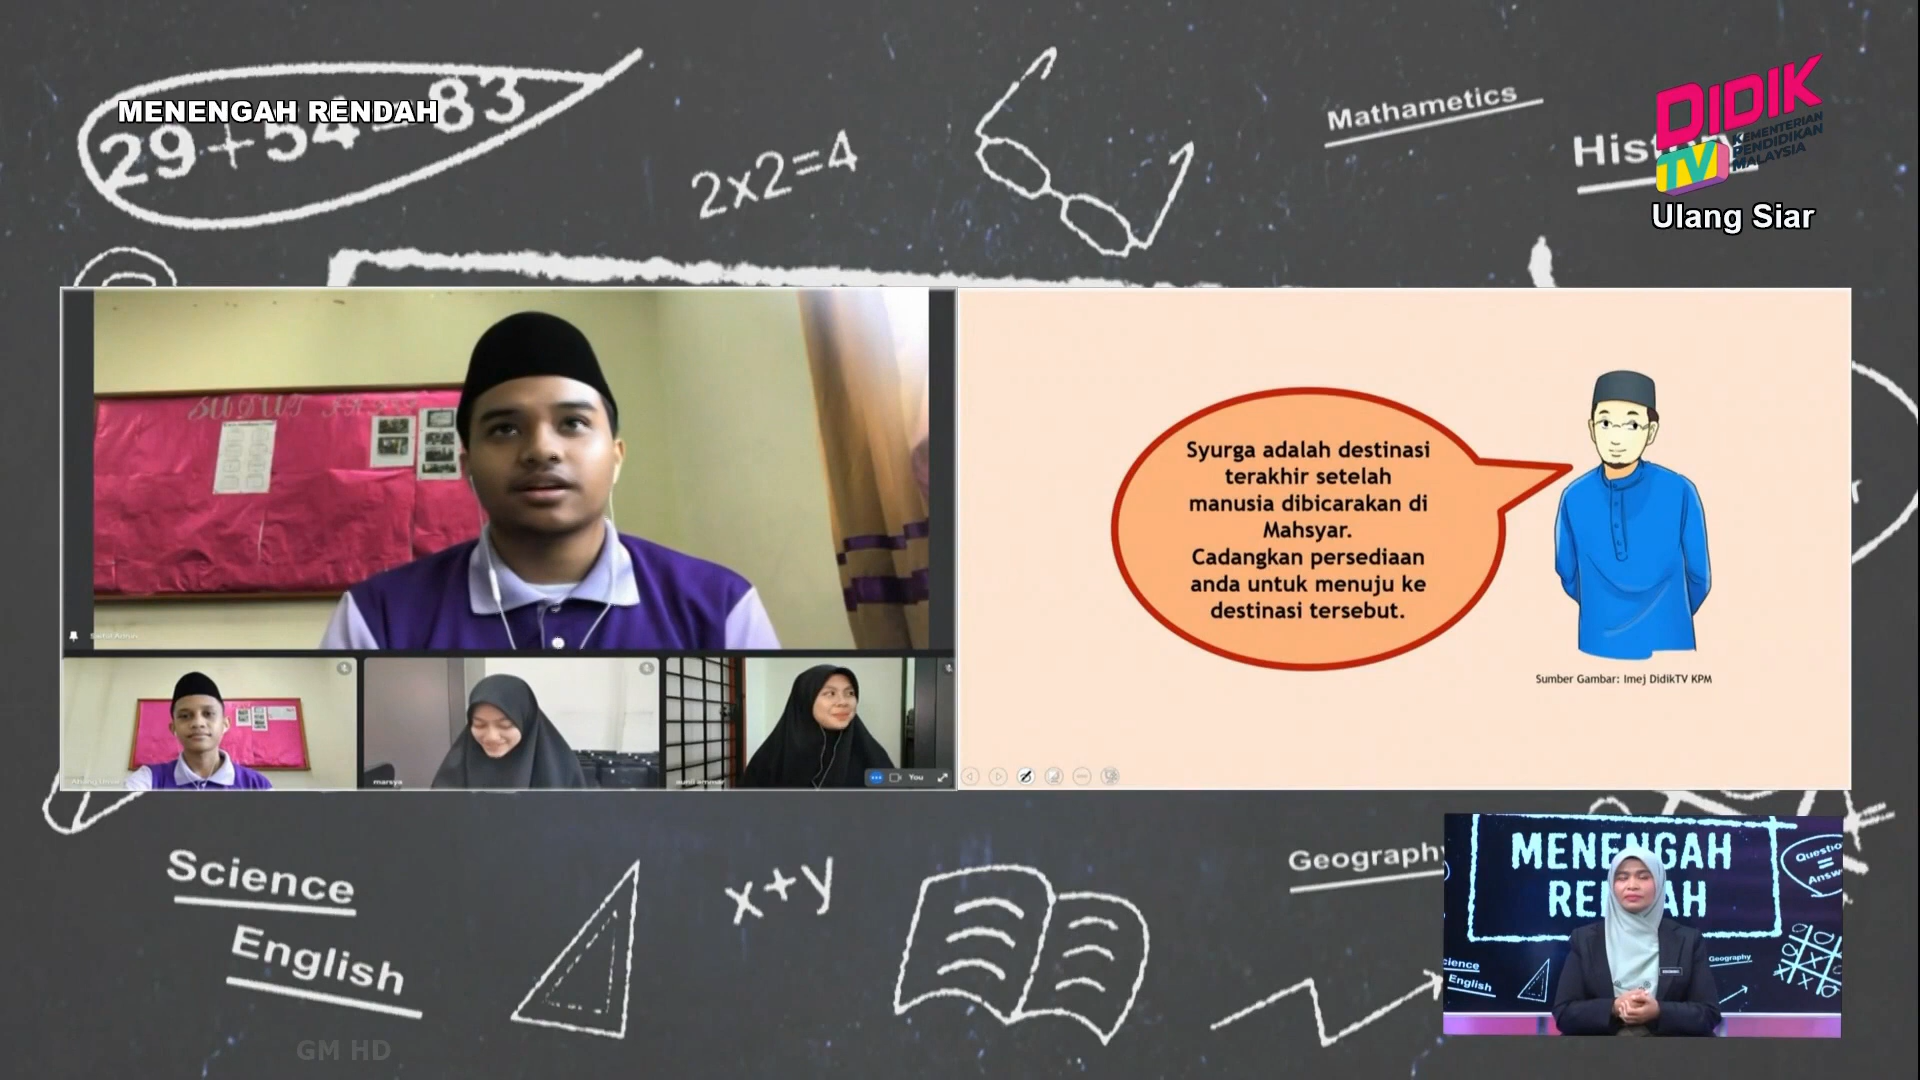 MENENGAH RENDAH
29+54=83
2x2=4
Mathametics
DIDIK
TV
KEMENTERIAN
PENDIDIKAN
MALAYSIA
Ulang Siar
SUDUT
Syurga adalah destinasi
terakhir setelah
manusia dibicarakan di
Mahsyar.
Cadangkan persediaan
anda untuk menuju ke
destinasi tersebut.
Sumber Gambar: Imej DidikTV KPM
marsya
You
Science
English
x+y
Geography
MENENGAH
RENDAH
English
Geography
GM HD